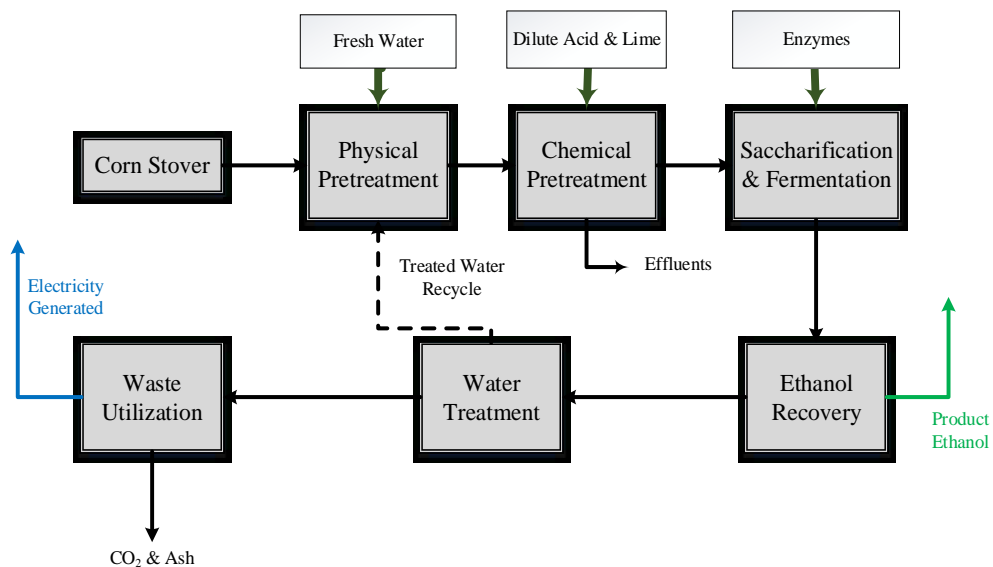 Fresh Water
Dilute Acid & Lime
Enzymes
Corn Stover
Physical
Pretreatment
Chemical
Pretreatment
Saccharification
& Fermentation
Treated Water
Recycle
Effluents
Electricity
Generated
Waste
Utilization
Water
Treatment
Ethanol
Recovery
Product
Ethanol
CO₂ & Ash